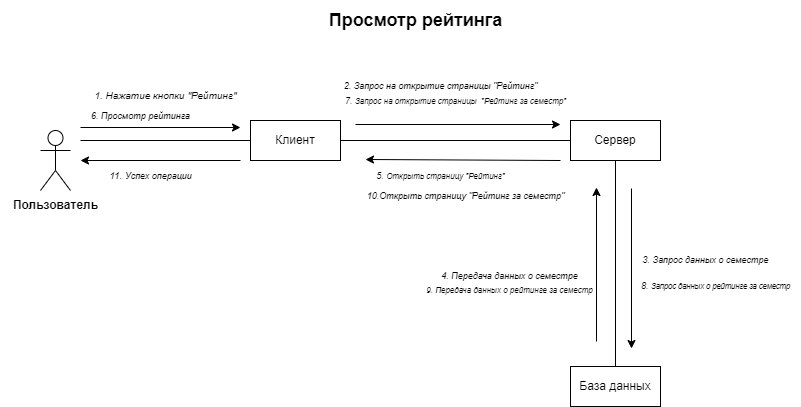 Просмотр рейтинга
1. Нажатие кнопки "Рейтинг"
6. Просмотр рейтинга
2. Запрос на открытие страницы "Рейтинг"
7. Запрос на открытие страницы "Рейтинг за семестр"
Клиент
Сервер
11. Успех операции
5. Открыть страницу "Рейтинг"
10.Открыть страницу "Рейтинг за семестр"
Пользователь
3. Запрос данных о семестре
8. Запрос данных о рейтинге за семестр
4. Передача данных о семестре
9. Передача данных о рейтинге за семестр
База данных